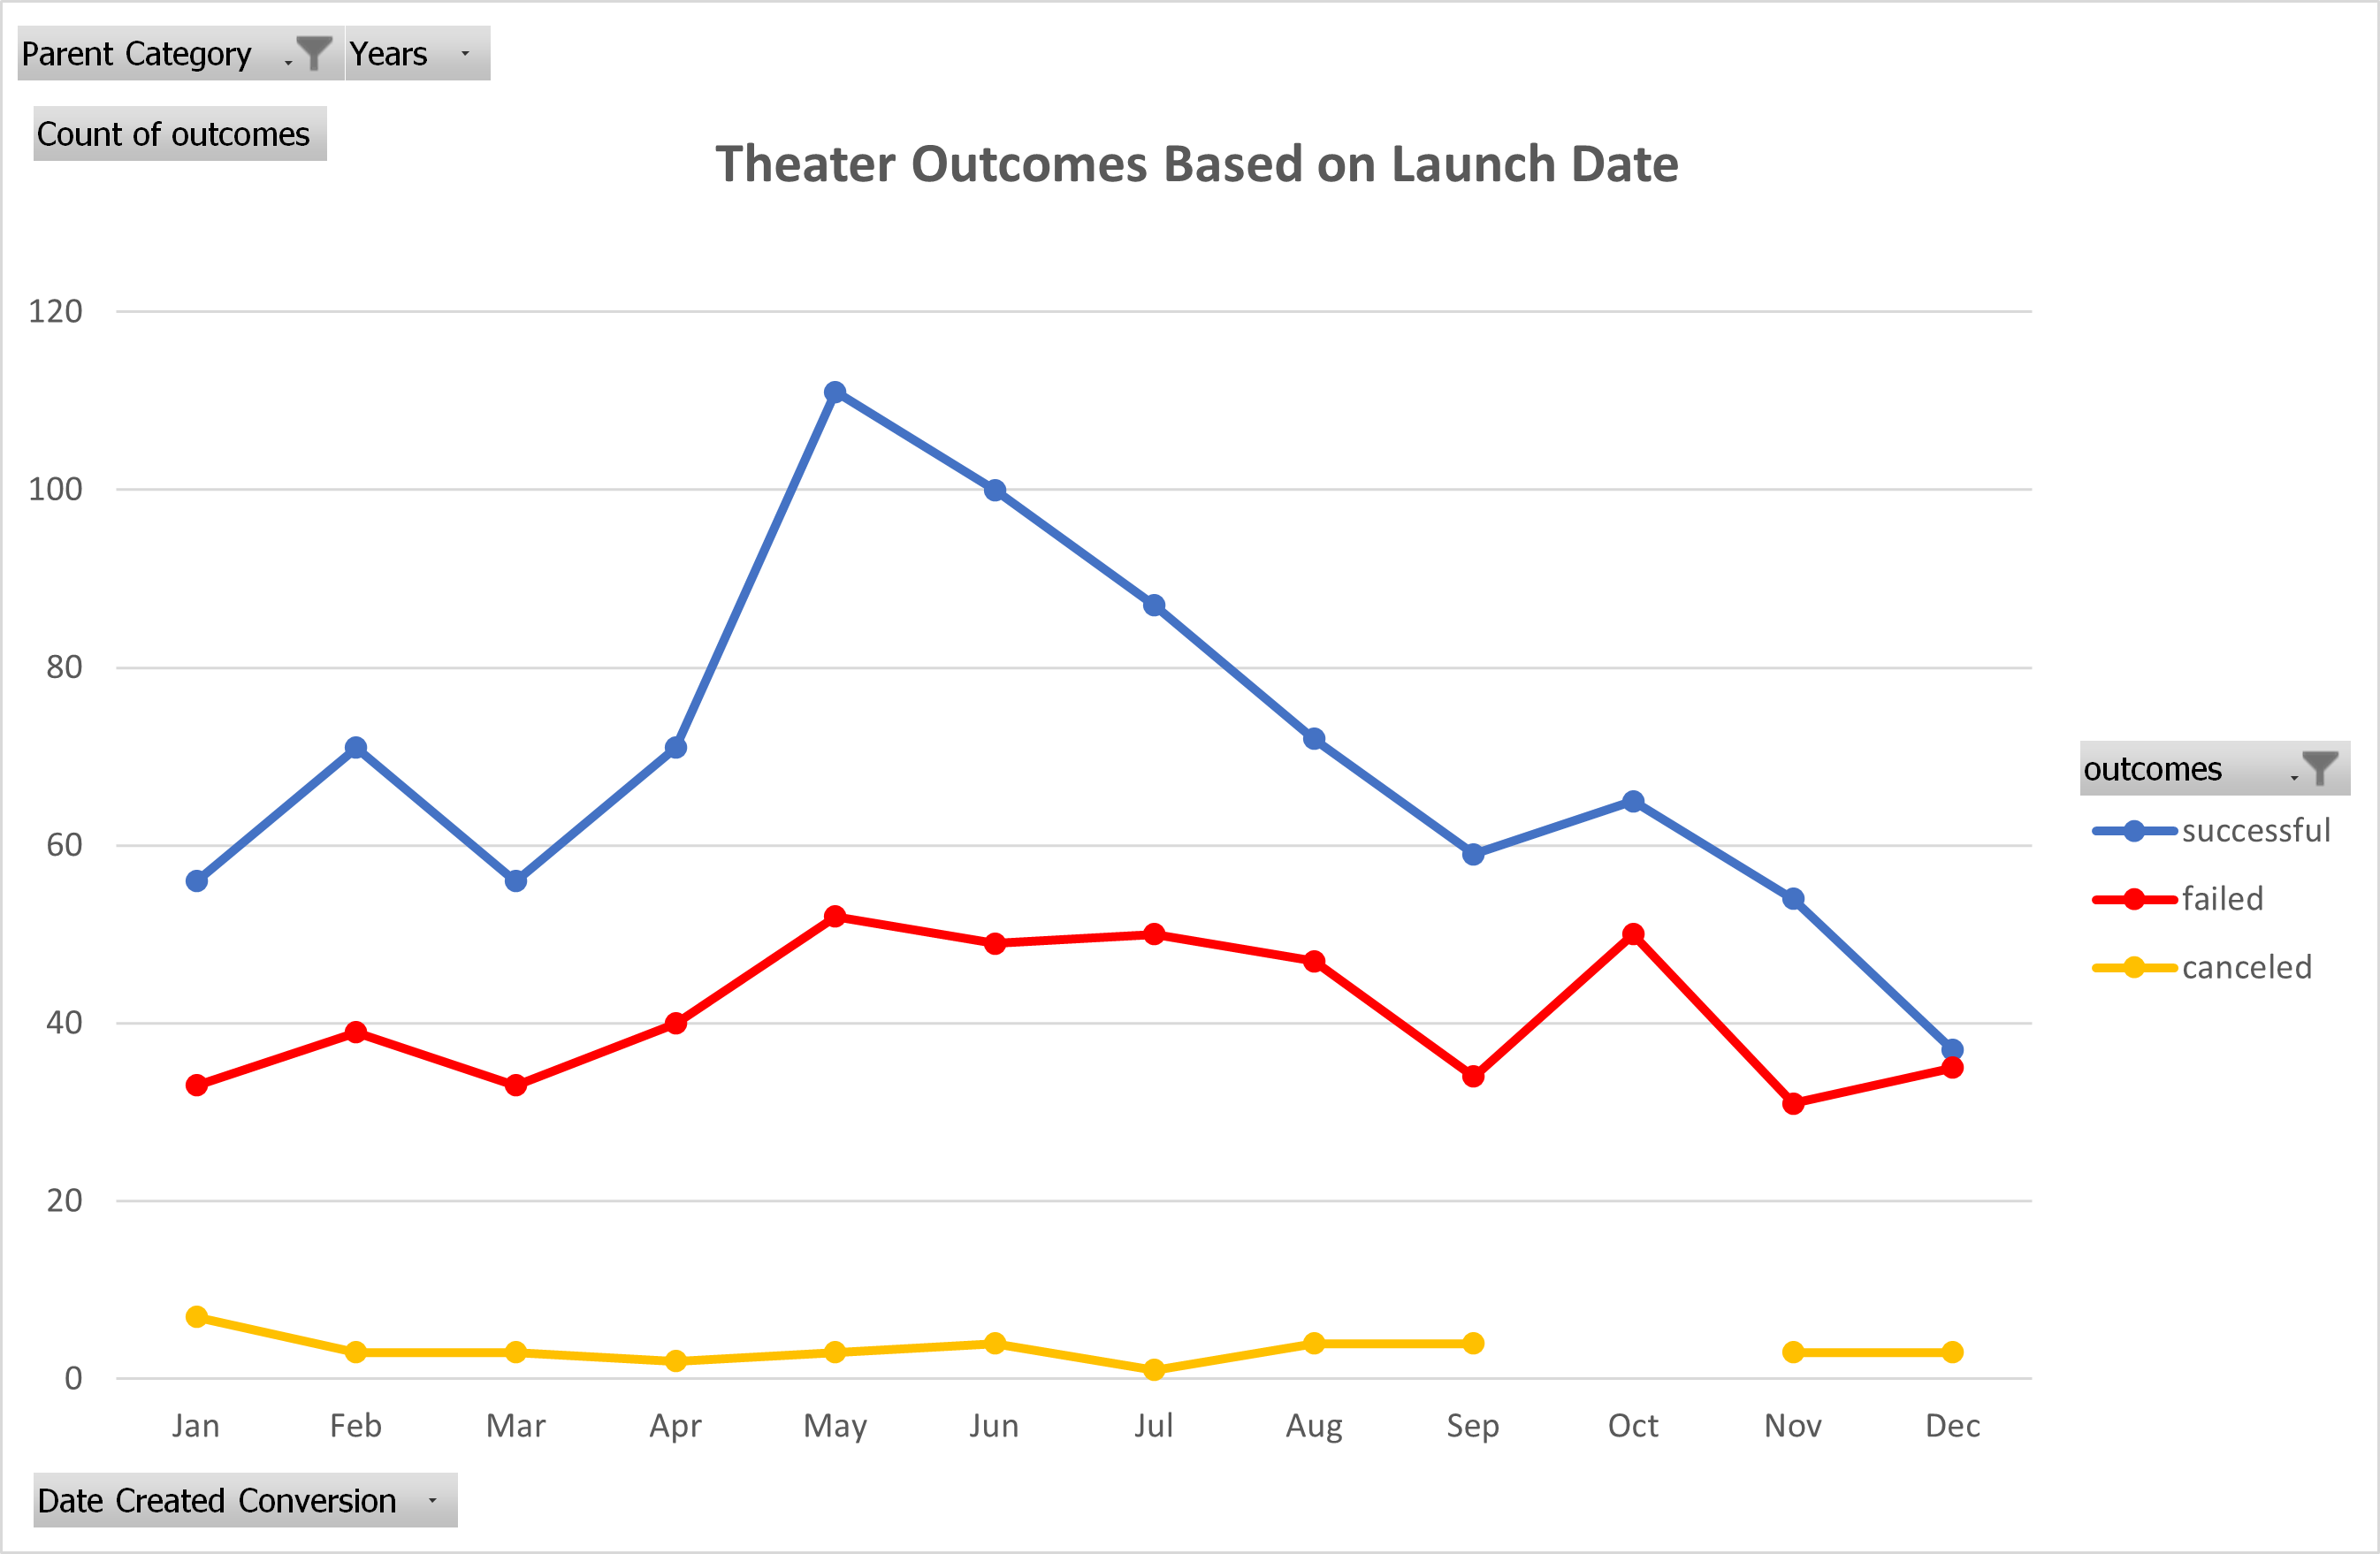 Parent Category Years
Count of outcomes
Theater Outcomes Based on Launch Date
120
100
80
60
40
20
0
Jan Feb Mar Apr May Jun Jul Aug Sep Oct Nov Dec
outcomes
successful
failed
canceled
Date Created Conversion